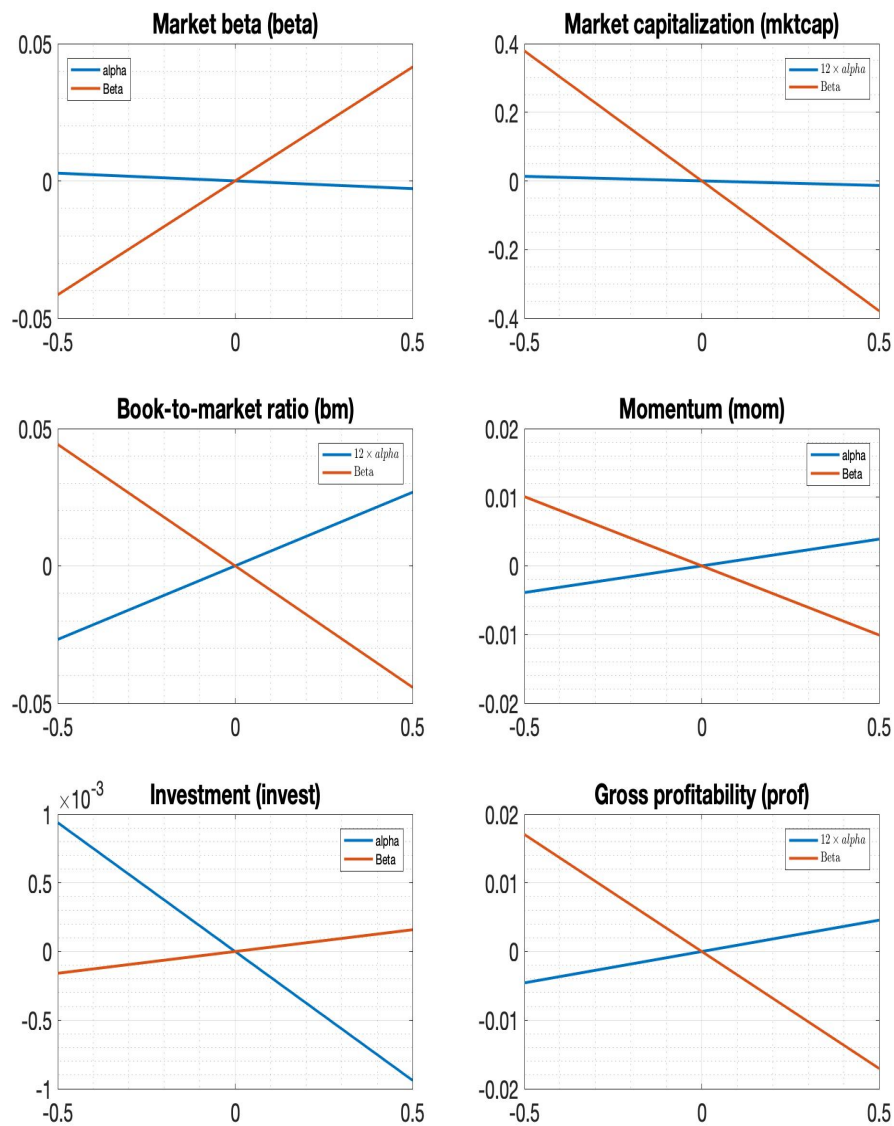 Market beta (beta)
0.05
0
-0.05
-0.5
0
0.5
alpha
Beta
Market capitalization (mktcap)
0.4
0.2
0
-0.2
-0.4
-0.5
0
0.5
12 × alpha
Beta
Book-to-market ratio (bm)
0.05
0
-0.05
-0.5
0
0.5
12 × alpha
Beta
Momentum (mom)
0.02
0.01
0
-0.01
-0.02
-0.5
0
0.5
alpha
Beta
Investment (invest)
×10⁻³
1
0.5
0
-0.5
-1
-0.5
0
0.5
alpha
Beta
Gross profitability (prof)
0.02
0.01
0
-0.01
-0.02
-0.5
0
0.5
12 × alpha
Beta